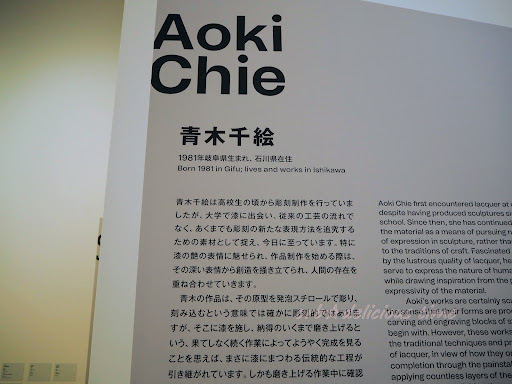 Aoki
Chie
青木千絵
1981年岐阜県生まれ、石川県在住
Born 1981 in Gifu; lives and works in Ishikawa
青木千絵は高校生の頃から彫刻制作を行っていま
したが、大学で漆に出会い、従来の工芸の流れで
なく、あくまでも彫刻の新たな表現方法を追究する
ための素材として捉え、今日に至っています。特に
漆の艶の表情に魅せられ、作品制作を始める際は、
その深い表情から創造を掻き立てられ、人間の存在を
重ね合わせていきます。
青木の作品は、その原型を発泡スチロールで彫り、
刻み込むという意味では確かに彫刻的ではありま
すが、そこに漆を施し、納得のいくまで磨き上げると
いう、果てしなく続く作業によってようやく完成を見る
ことを思えば、まさに漆にまつわる伝統的な工程が
引き継がれています。しかも磨き上げる作業中に確認
Aoki Chie first encountered lacquer at
despite having produced sculptures si
school. Since then, she has continued
the material as a means of pursuing n
of expression in sculpture, rather tha
to the traditions of craft. Fascinated
by the lustrous quality of lacquer, he
serve to express the nature of human
while drawing inspiration from the d
expressivity of the material.
Aoki's works are certainly sc
the sense that their forms are pro
carving and engraving blocks of s
begin with. However, these works
the traditional techniques and pr
of lacquer, in view of how they o
completion through the painstak
applying countless layers of the